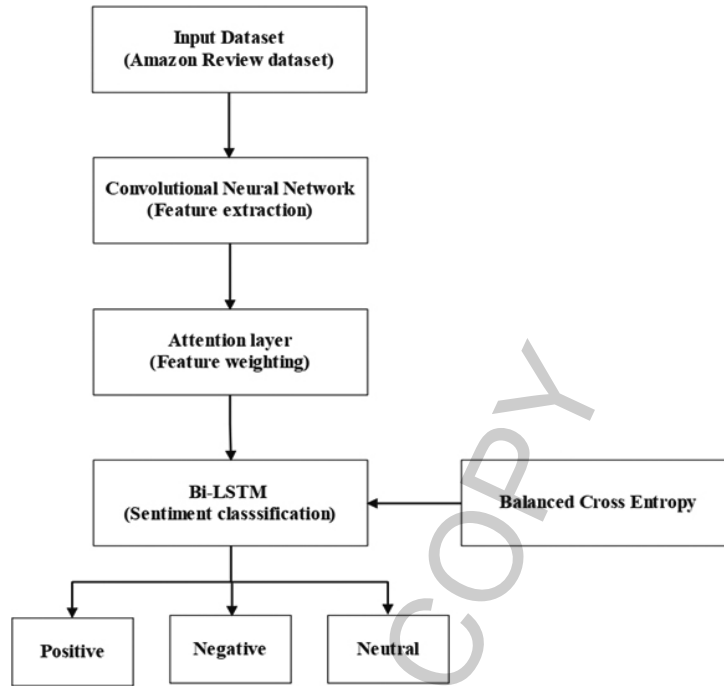 Input Dataset
(Amazon Review dataset)
Convolutional Neural Network
(Feature extraction)
Attention layer
(Feature weighting)
Bi-LSTM
(Sentiment classsification)
Balanced Cross Entropy
Positive
Negative
Neutral
COPY